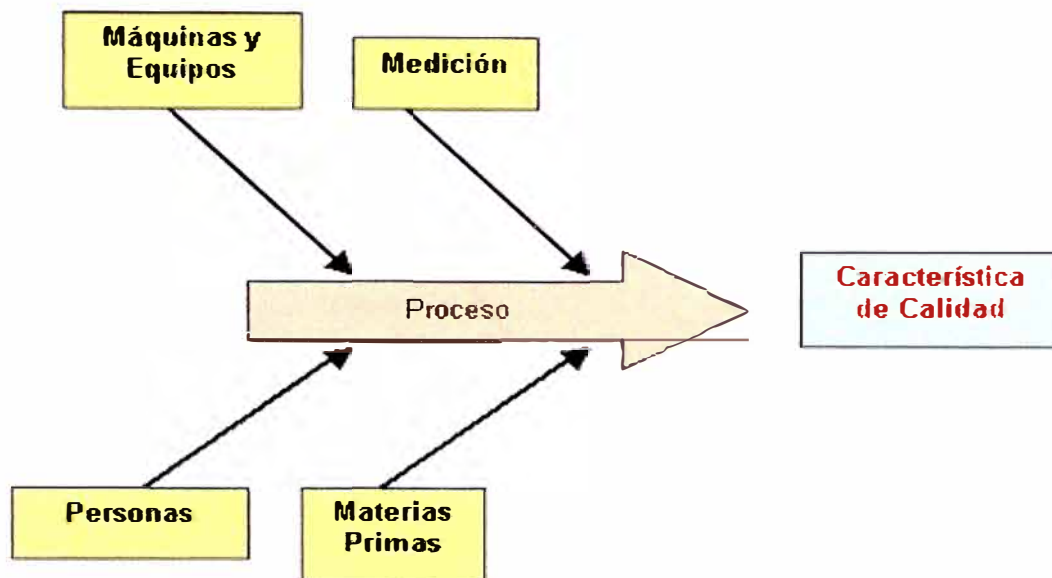 Máquinas y
Equipos
Medición
Proceso
Característica
de Calidad
Personas
Materias
Primas